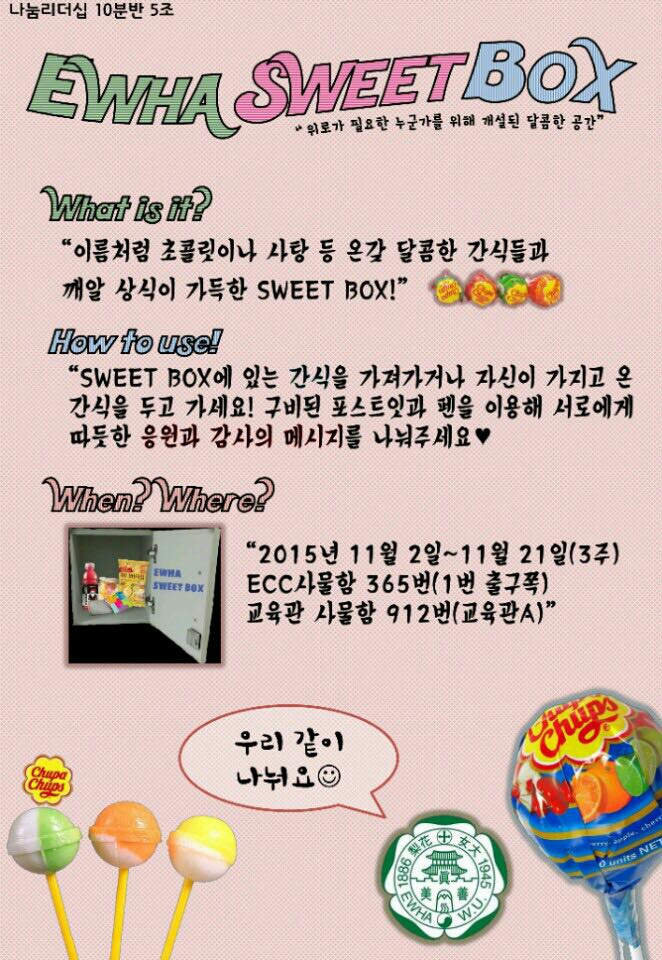 나눔리더십 10분반 5조
EWHA SWEET BOX
“위로가 필요한 누군가를 위해 개설된 달콤한 공간”
What is it?
“이름처럼 초콜릿이나 사탕 등 온갖 달콤한 간식들과
깨알 상식이 가득한 SWEET BOX!”
How to use!
“SWEET BOX에 있는 간식을 가져가거나 자신이 가지고 온
간식을 두고 가세요! 구비된 포스트잇과 펜을 이용해 서로에게
따듯한 응원과 감사의 메시지를 나눠주세요♥
When? Where?
EWHA
SWEET BOX
“2015년 11월 2일~11월 21일(3주)
ECC사물함 365번(1번 출구쪽)
교육관 사물함 912번(교육관A)”
우리 같이
나눠요☺
Chupa
Chups
Chupa
Chups
1886 梨花 女大 1945
眞
美 善
EWHA W.U.